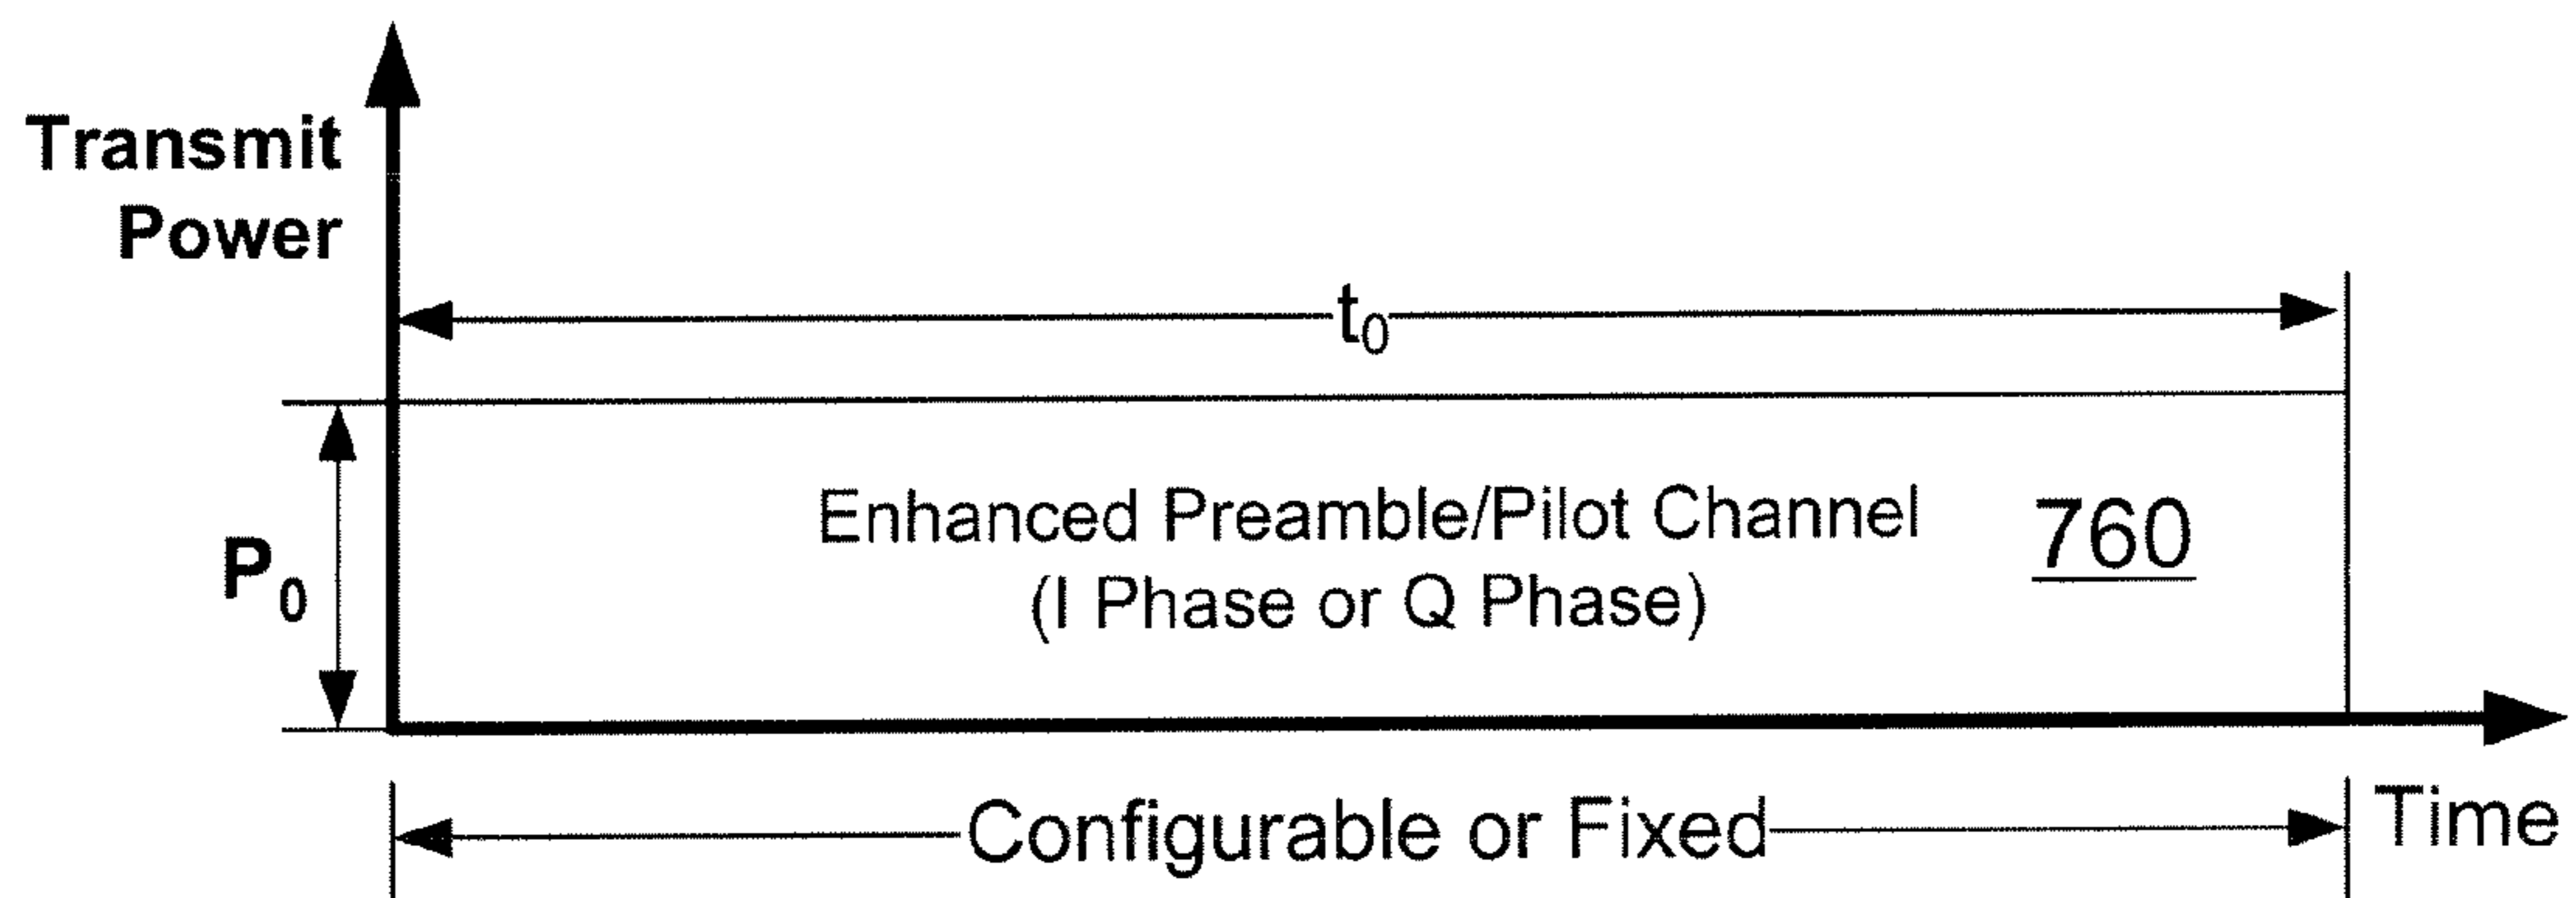 Transmit
Power
t₀
P₀
Enhanced Preamble/Pilot Channel
(I Phase or Q Phase)
760
Configurable or Fixed
Time